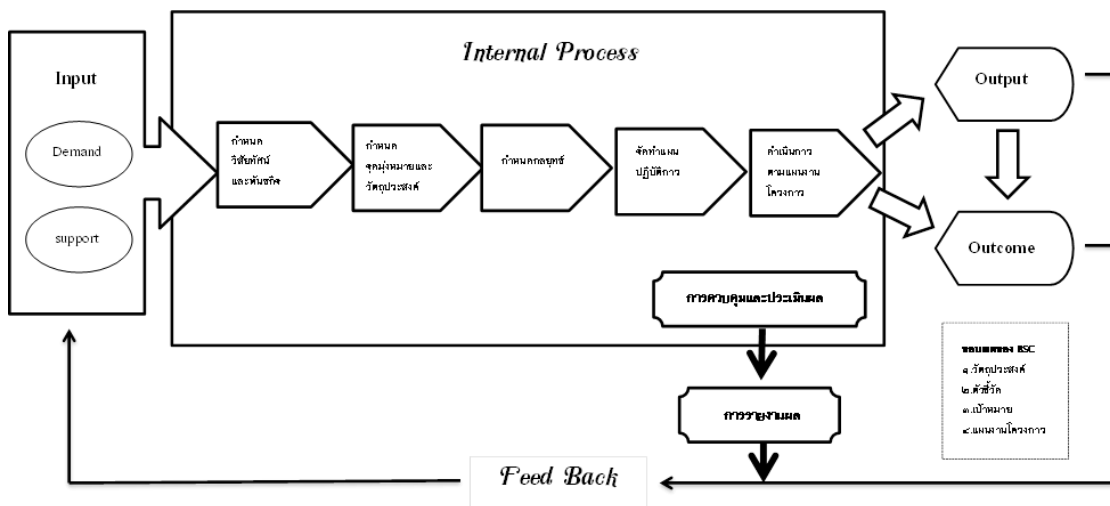 Internal Process
Input
Demand
support
กำหนด
วิสัยทัศน์
และพันธกิจ
กำหนด
จุดมุ่งหมายและ
วัตถุประสงค์
กำหนดกลยุทธ์
จัดทำแผน
ปฏิบัติการ
ดำเนินการ
ตามแผนงาน
โครงการ
Output
Outcome
การควบคุมและประเมินผล
การรายงานผล
ขอบเขตของ BSC
๑.วัตถุประสงค์
๒.ตัวชี้วัด
๓.เป้าหมาย
๔.แผนงานโครงการ
Feed Back